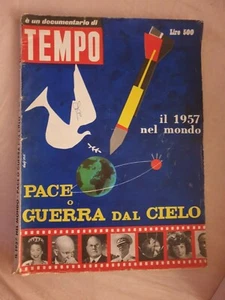 è un documentario di
TEMPO
Lire 500
il 1957
nel mondo
PACE
o
GUERRA DAL CIELO